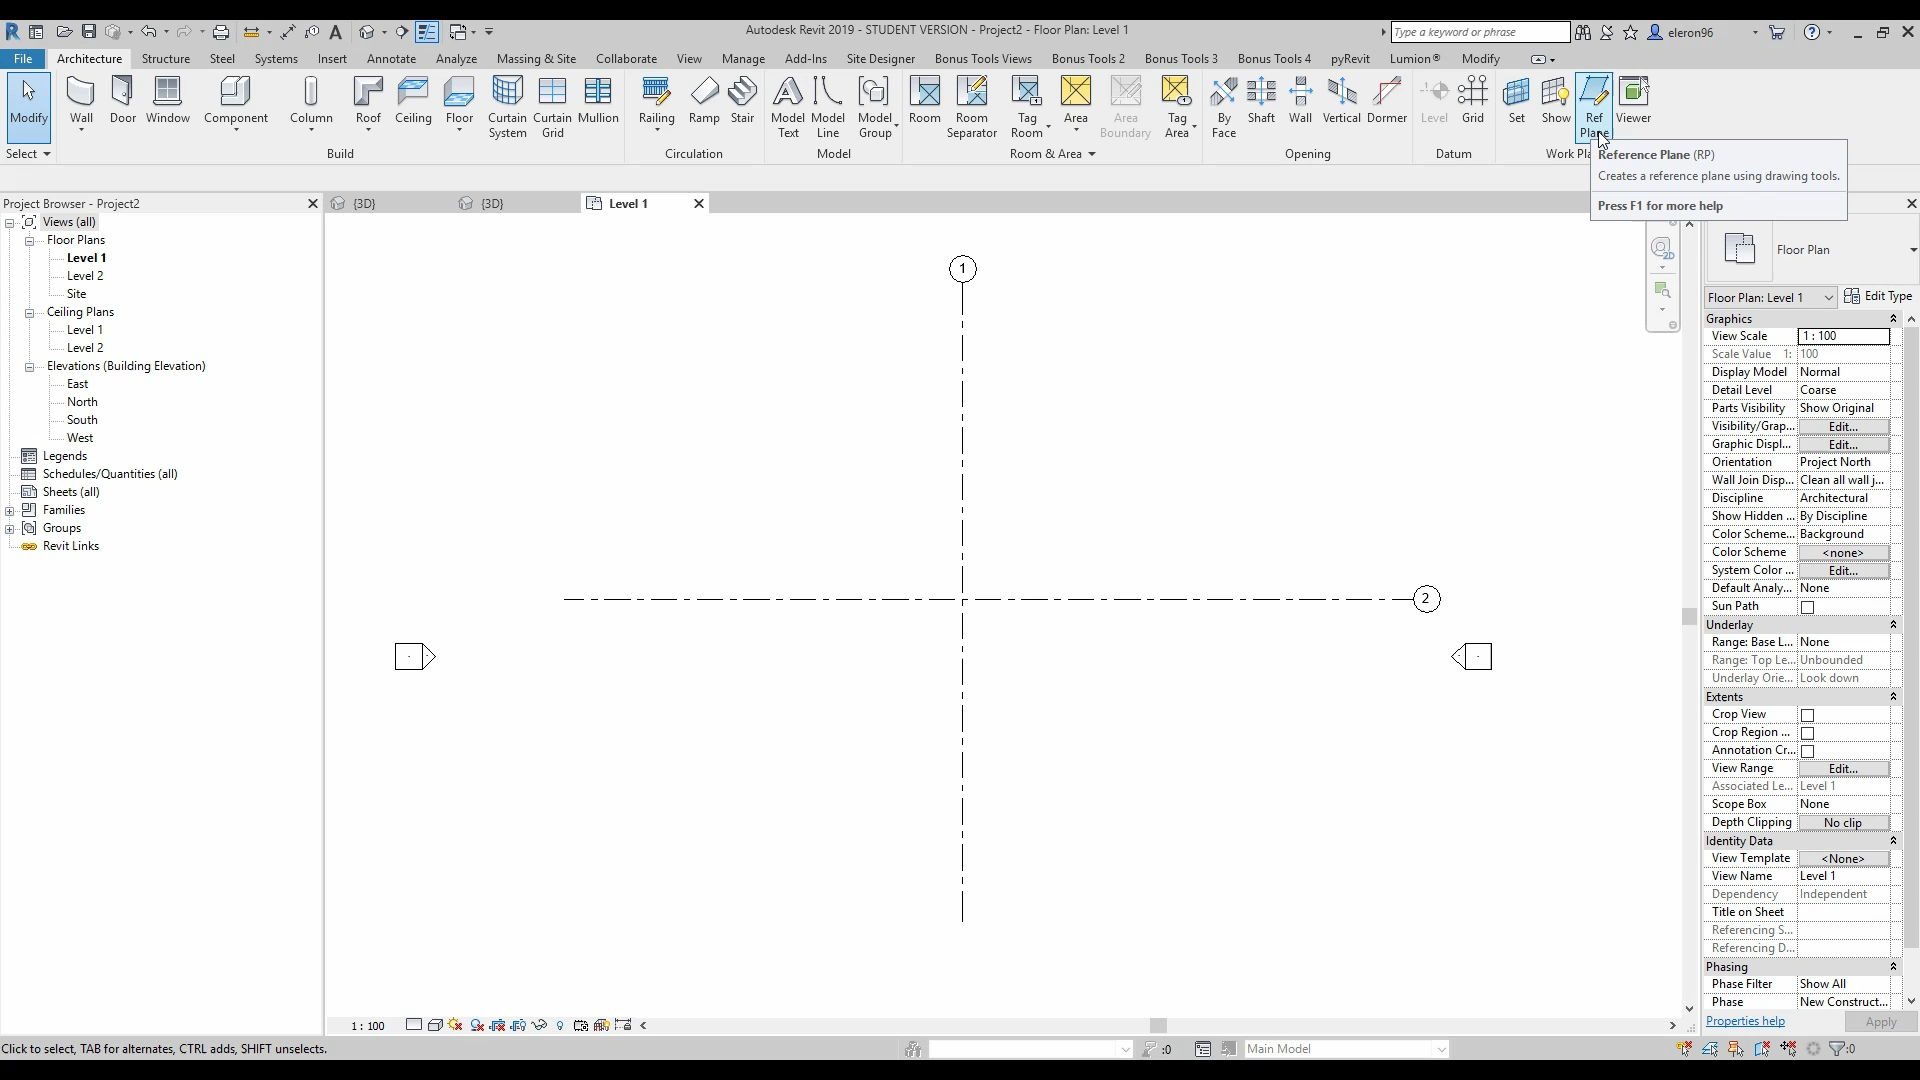 Autodesk Revit 2019 - STUDENT VERSION - Project2 - Floor Plan: Level 1
Type a keyword or phrase
eleron96
File Architecture Structure Steel Systems Insert Annotate Analyze Massing & Site Collaborate View Manage Add-Ins Site Designer Bonus Tools Views Bonus Tools 2 Bonus Tools 3 Bonus Tools 4 pyRevit Lumion® Modify
Modify Wall Door Window Component Column Roof Ceiling Floor Curtain System Curtain Grid Mullion Railing Ramp Stair Model Text Model Line Model Group Room Room Separator Tag Room Area Area Boundary Tag Area By Face Shaft Wall Vertical Dormer Level Grid Set Show Ref Plane Viewer
Select Build Circulation Model Room & Area Opening Datum Work Pl
Reference Plane (RP)
Creates a reference plane using drawing tools.
Press F1 for more help
Project Browser - Project2
{3D} {3D} Level 1
Views (all)
Floor Plans
Level 1
Level 2
Site
Ceiling Plans
Level 1
Level 2
Elevations (Building Elevation)
East
North
South
West
Legends
Schedules/Quantities (all)
Sheets (all)
Families
Groups
Revit Links
1
2
2D
Floor Plan
Floor Plan: Level 1 Edit Type
Graphics
View Scale 1 : 100
Scale Value 1: 100
Display Model Normal
Detail Level Coarse
Parts Visibility Show Original
Visibility/Grap... Edit...
Graphic Displ... Edit...
Orientation Project North
Wall Join Disp... Clean all wall j...
Discipline Architectural
Show Hidden ... By Discipline
Color Scheme... Background
Color Scheme <none>
System Color ... Edit...
Default Analy... None
Sun Path
Underlay
Range: Base L... None
Range: Top Le... Unbounded
Underlay Orie... Look down
Extents
Crop View
Crop Region ...
Annotation Cr...
View Range Edit...
Associated Le... Level 1
Scope Box None
Depth Clipping No clip
Identity Data
View Template <None>
View Name Level 1
Dependency Independent
Title on Sheet
Referencing S...
Referencing D...
Phasing
Phase Filter Show All
Phase New Construct...
Properties help Apply
1 : 100
Click to select, TAB for alternates, CTRL adds, SHIFT unselects.
:0
Main Model
:0